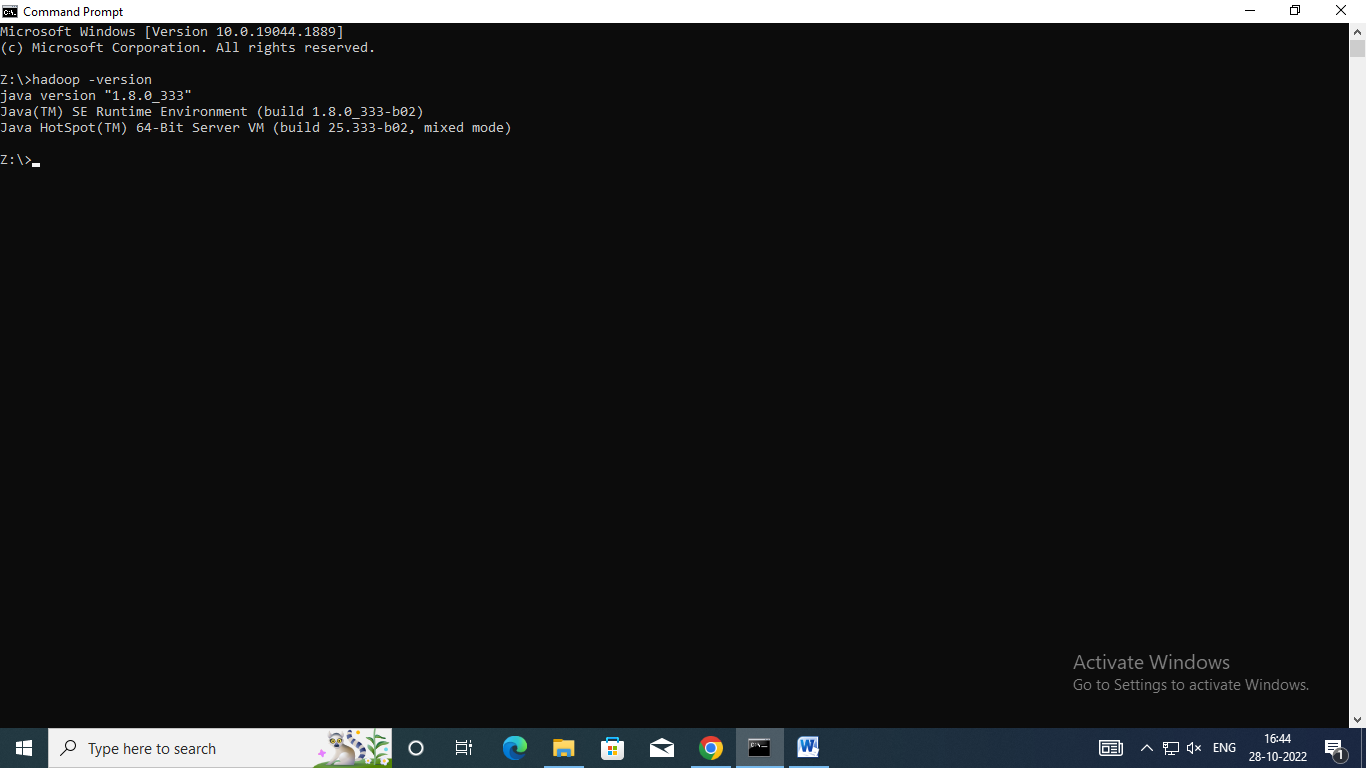 Command Prompt
Microsoft Windows [Version 10.0.19044.1889]
(c) Microsoft Corporation. All rights reserved.
Z:\>hadoop -version
java version "1.8.0_333"
Java(TM) SE Runtime Environment (build 1.8.0_333-b02)
Java HotSpot(TM) 64-Bit Server VM (build 25.333-b02, mixed mode)
Z:\>
Activate Windows
Go to Settings to activate Windows.
Type here to search
ENG
16:44
28-10-2022
1